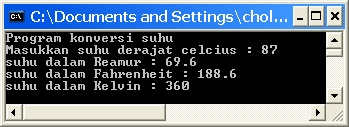 C:\Documents and Settings\chol...
Program konversi suhu
Masukkan suhu derajat celcius : 87
suhu dalam Reamur : 69.6
suhu dalam Fahrenheit : 188.6
suhu dalam Kelvin : 360